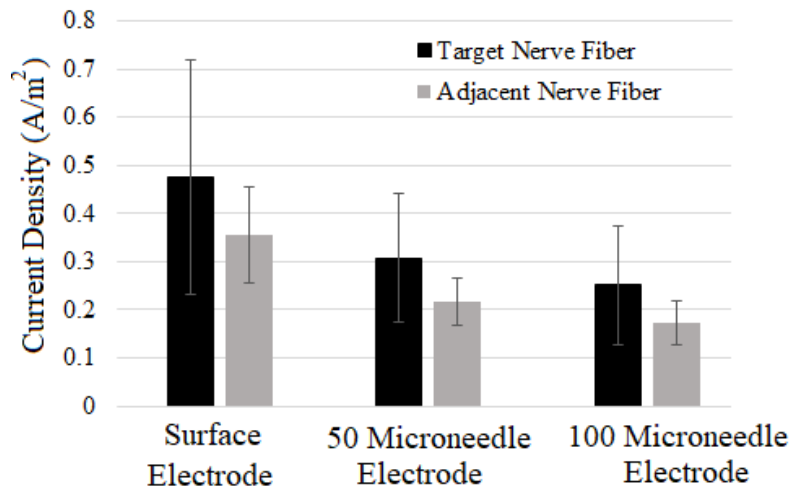 0.8
0.7
0.6
0.5
0.4
0.3
0.2
0.1
0
Current Density (A/m²)
Target Nerve Fiber
Adjacent Nerve Fiber
Surface
Electrode
50 Microneedle
Electrode
100 Microneedle
Electrode